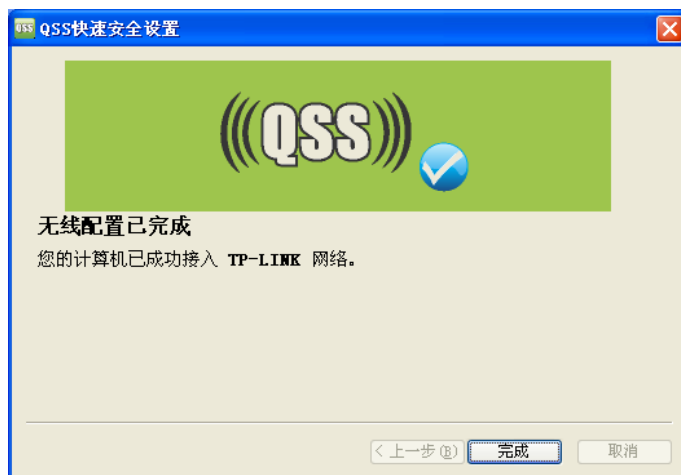 QSS QSS快速安全设置
(((QSS)))
无线配置已完成
您的计算机已成功接入 TP-LINK 网络。
< 上一步(B) 完成 取消